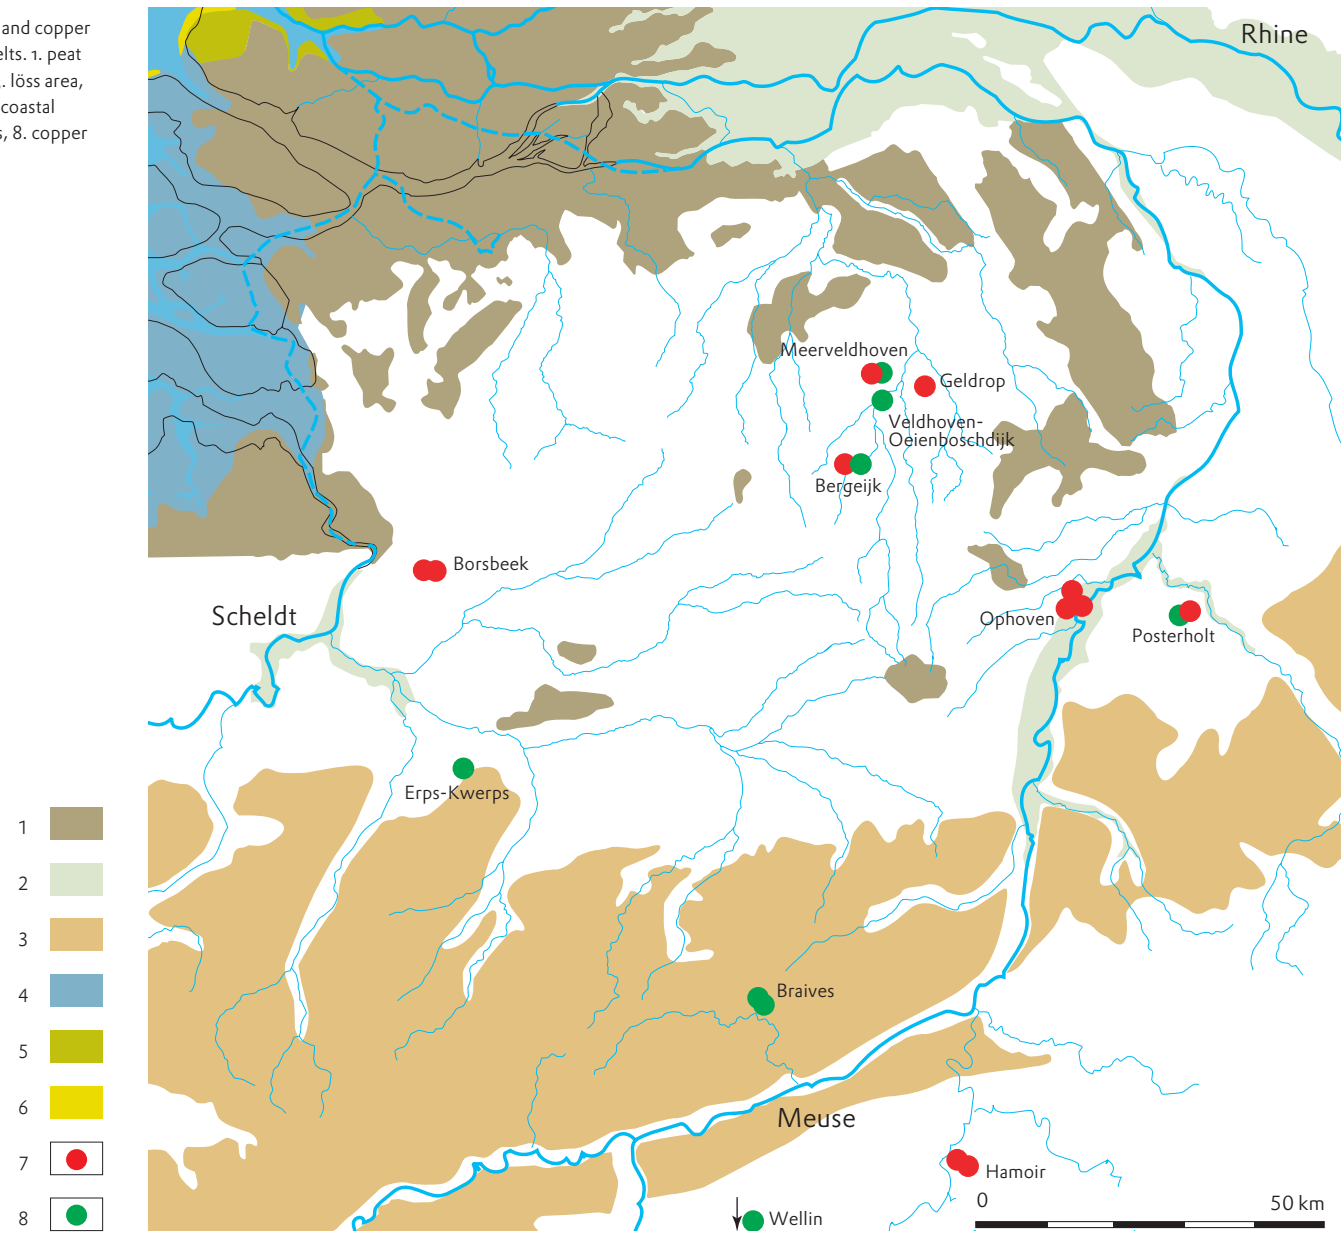 and copper
elts. 1. peat
. löss area,
coastal
s, 8. copper
Rhine
Meerveldhoven
Geldrop
Veldhoven-
Oeienboschdijk
Bergeijk
Borsbeek
Scheldt
Ophoven
Posterholt
Erps-Kwerps
1
2
3
4
5
6
7
8
Braives
Meuse
Hamoir
0
50 km
Wellin